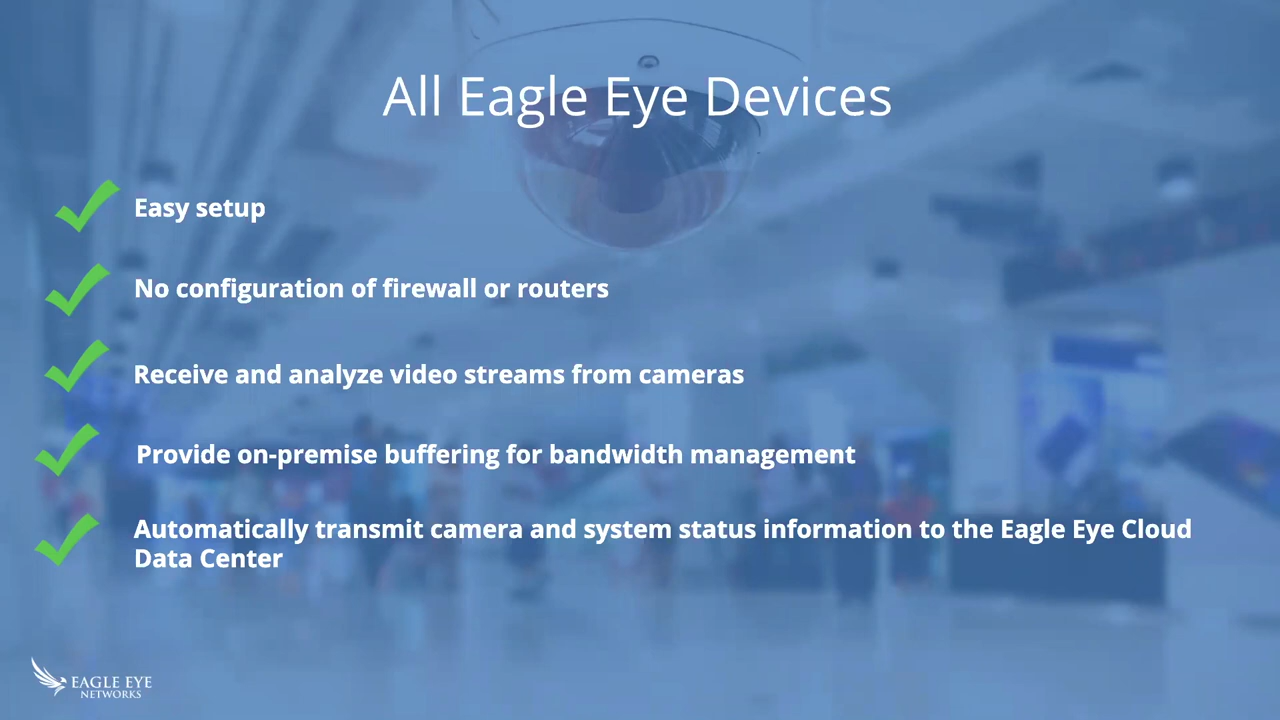 All Eagle Eye Devices
Easy setup
No configuration of firewall or routers
Receive and analyze video streams from cameras
Provide on-premise buffering for bandwidth management
Automatically transmit camera and system status information to the Eagle Eye Cloud
Data Center
EAGLE EYE
NETWORKS